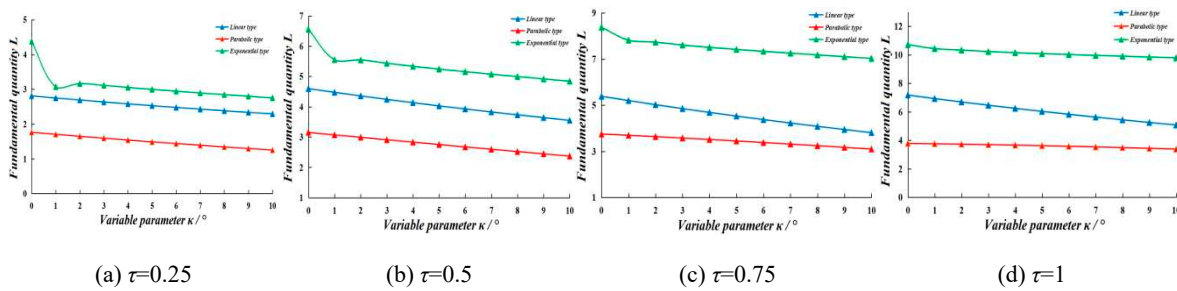 Fundamental quantity L
5
4
3
2
1
0
0 1 2 3 4 5 6 7 8 9 10
Variable parameter κ / °
Linear type
Parabolic type
Exponential type
(a) τ=0.25
Fundamental quantity L
7
6
5
4
3
2
1
0 1 2 3 4 5 6 7 8 9 10
Variable parameter κ / °
Linear type
Parabolic type
Exponential type
(b) τ=0.5
Fundamental quantity L
9
7
5
3
1
0 1 2 3 4 5 6 7 8 9 10
Variable parameter κ / °
Linear type
Parabolic type
Exponential type
(c) τ=0.75
Fundamental quantity L
12
10
8
6
4
2
0
0 1 2 3 4 5 6 7 8 9 10
Variable parameter κ / °
Linear type
Parabolic type
Exponential type
(d) τ=1